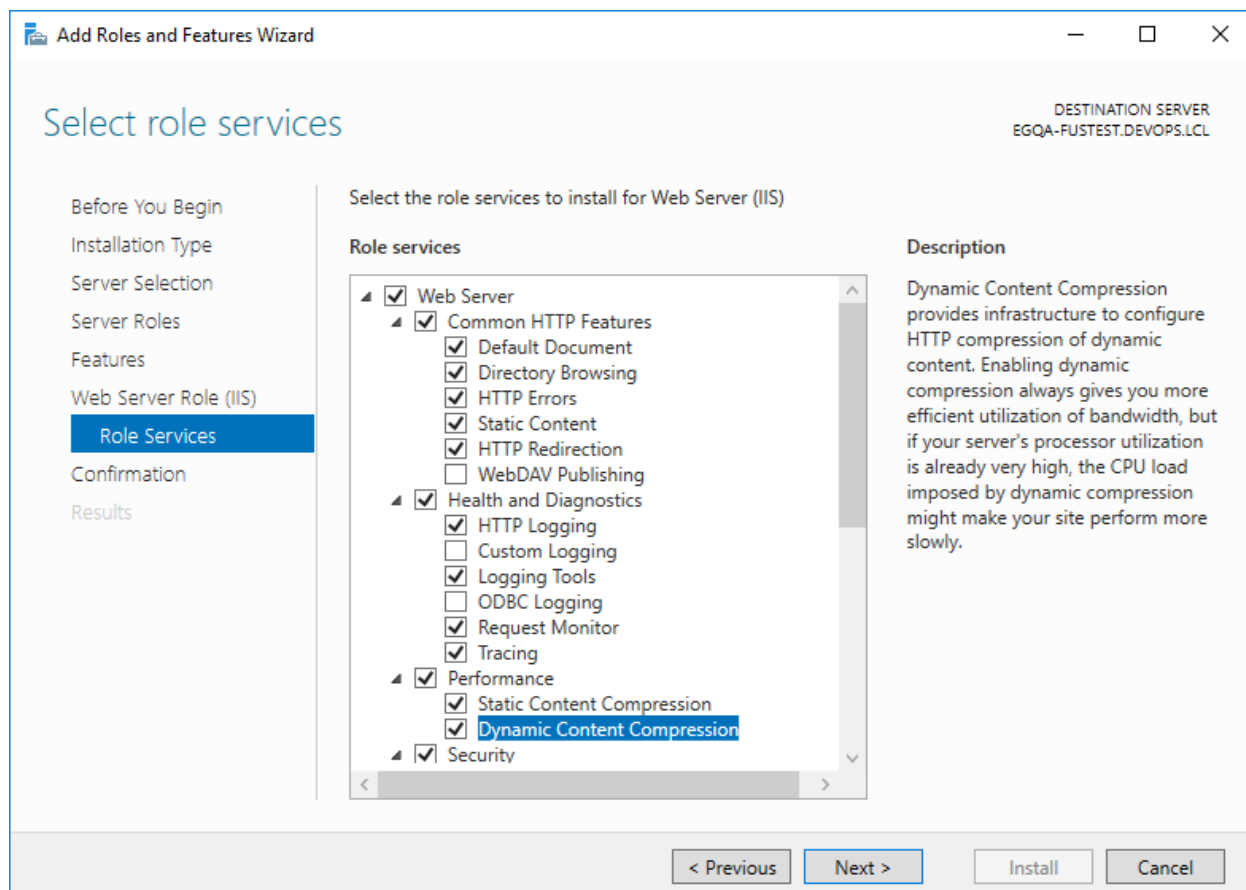 Add Roles and Features Wizard
Select role services
DESTINATION SERVER
EGQA-FUSTEST.DEVOPS.LCL
Before You Begin
Installation Type
Server Selection
Server Roles
Features
Web Server Role (IIS)
Role Services
Confirmation
Results
Select the role services to install for Web Server (IIS)
Role services
Web Server
Common HTTP Features
Default Document
Directory Browsing
HTTP Errors
Static Content
HTTP Redirection
WebDAV Publishing
Health and Diagnostics
HTTP Logging
Custom Logging
Logging Tools
ODBC Logging
Request Monitor
Tracing
Performance
Static Content Compression
Dynamic Content Compression
Security
Description
Dynamic Content Compression
provides infrastructure to configure
HTTP compression of dynamic
content. Enabling dynamic
compression always gives you more
efficient utilization of bandwidth, but
if your server's processor utilization
is already very high, the CPU load
imposed by dynamic compression
might make your site perform more
slowly.
< Previous
Next >
Install
Cancel